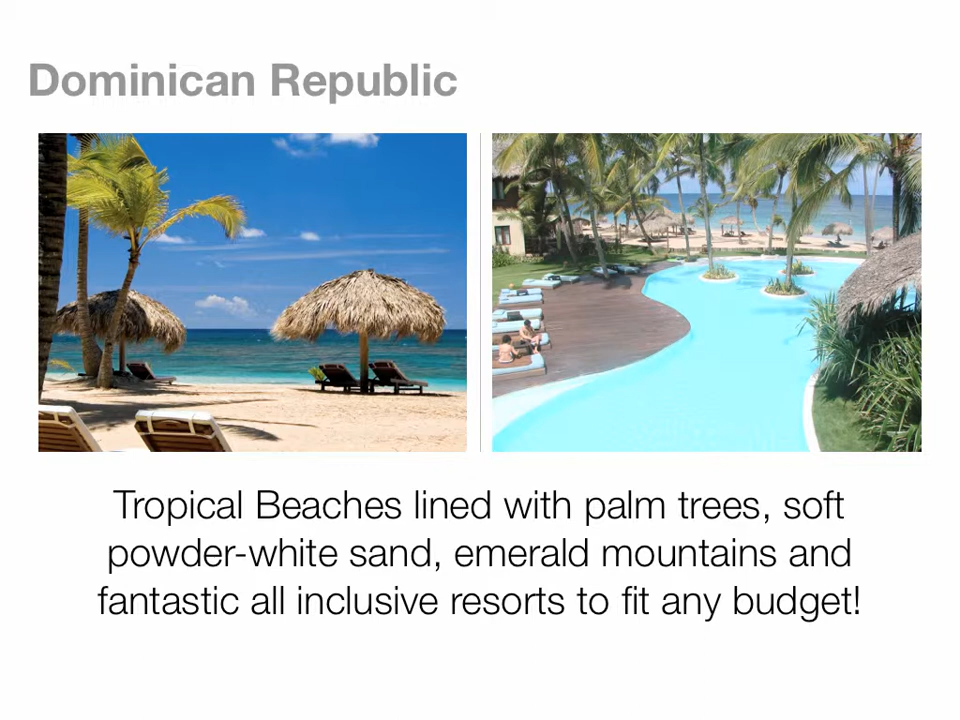 Dominican Republic
Tropical Beaches lined with palm trees, soft
powder-white sand, emerald mountains and
fantastic all inclusive resorts to fit any budget!